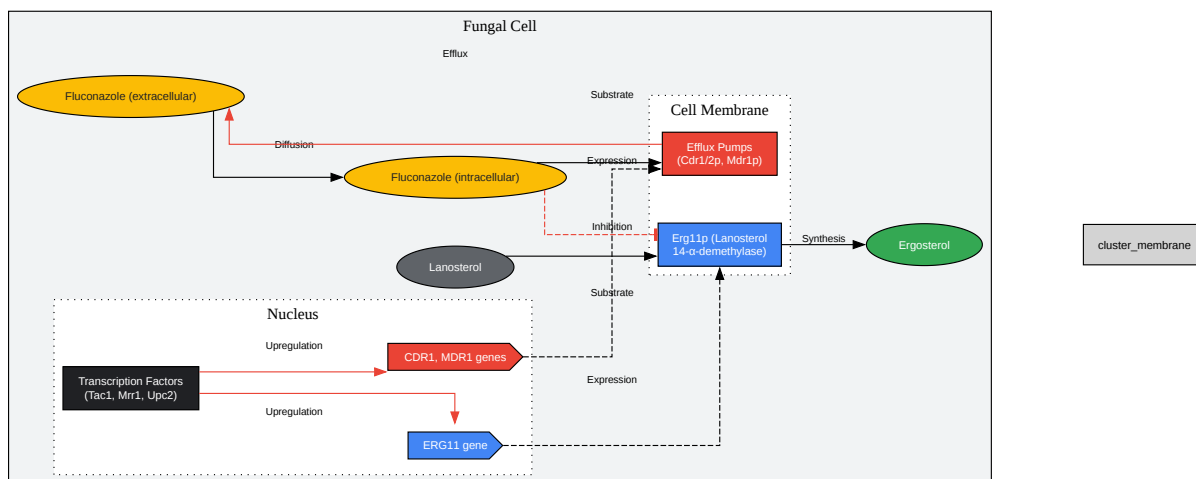 Fungal Cell
Efflux
Fluconazole (extracellular)
Substrate
Cell Membrane
Diffusion
Efflux Pumps
(Cdr1/2p, Mdr1p)
Expression
Fluconazole (intracellular)
Inhibition
Erg11p (Lanosterol
14-α-demethylase)
Synthesis
Ergosterol
cluster_membrane
Lanosterol
Substrate
Nucleus
Upregulation
CDR1, MDR1 genes
Transcription Factors
(Tac1, Mrr1, Upc2)
Expression
Upregulation
ERG11 gene